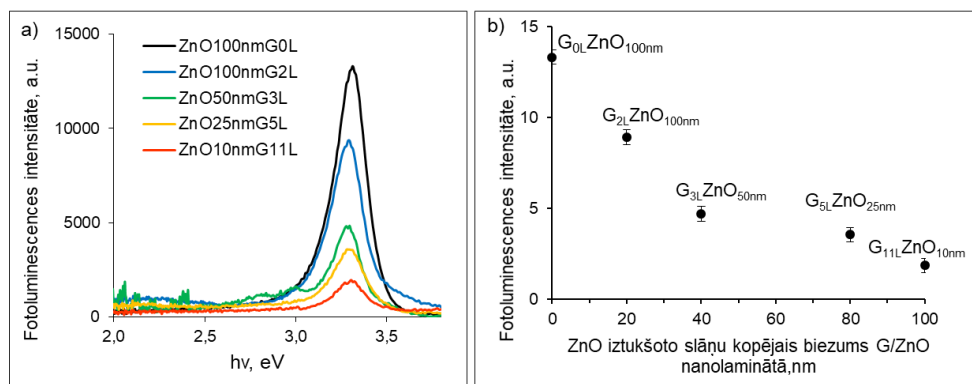 a)
Fotoluminescences intensitāte, a.u.
15000
10000
5000
0
ZnO100nmG0L
ZnO100nmG2L
ZnO50nmG3L
ZnO25nmG5L
ZnO10nmG11L
2,0
2,5
3,0
3,5
hv, eV
b)
Fotoluminescences intensitāte, a.u.
15
10
5
0
G0LZnO100nm
G2LZnO100nm
G3LZnO50nm
G5LZnO25nm
G11LZnO10nm
0
20
40
60
80
100
ZnO iztukšoto slāņu kopējais biezums G/ZnO
nanolaminātā,nm